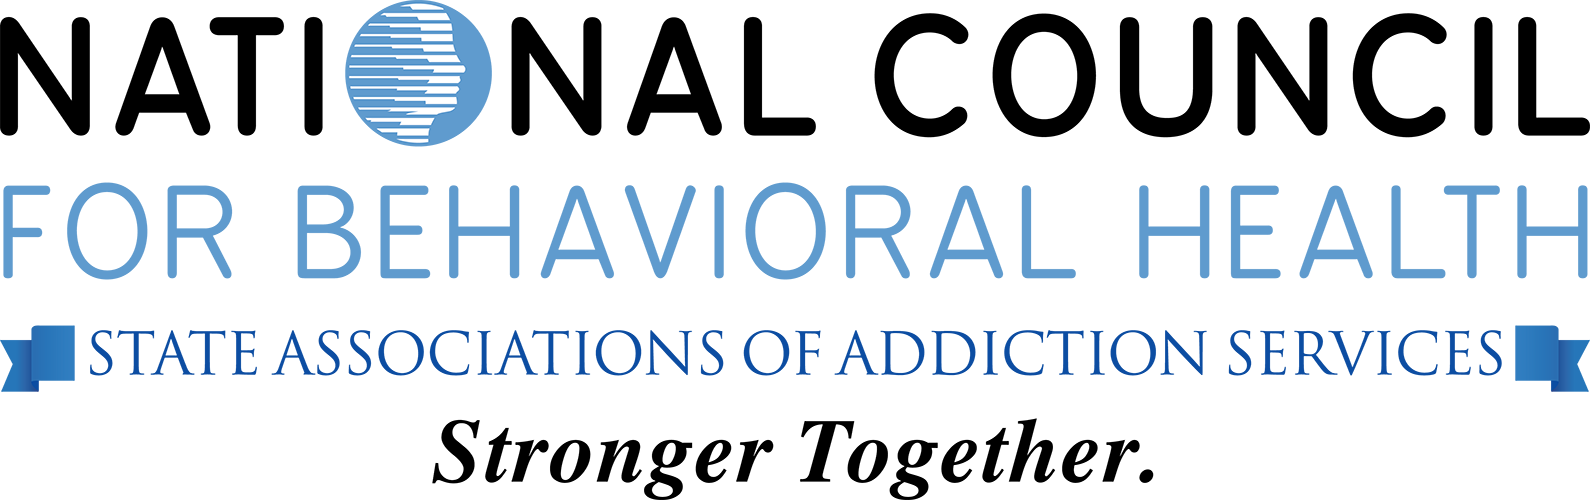 NATIONAL COUNCIL
FOR BEHAVIORAL HEALTH
STATE ASSOCIATIONS OF ADDICTION SERVICES
Stronger Together.